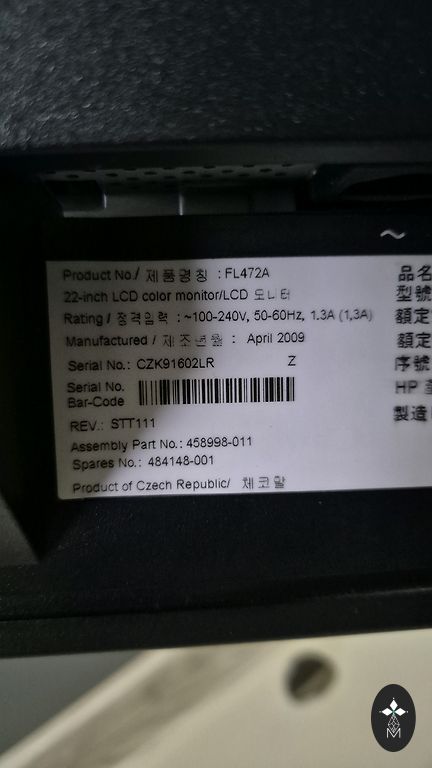 ~
Product No./ 제품명칭 : FL472A
22-inch LCD color monitor/LCD 모니터
Rating / 정격입력 : ~100-240V, 50-60Hz, 1.3A (1,3A)
Manufactured / 제조년월 : April 2009
Serial No.: CZK91602LR Z
Serial No.
Bar-Code
REV.: STT111
Assembly Part No.: 458998-011
Spares No.: 484148-001
Product of Czech Republic/ 체코말
品名
型號
額定
額定
序號
HP
製造
M